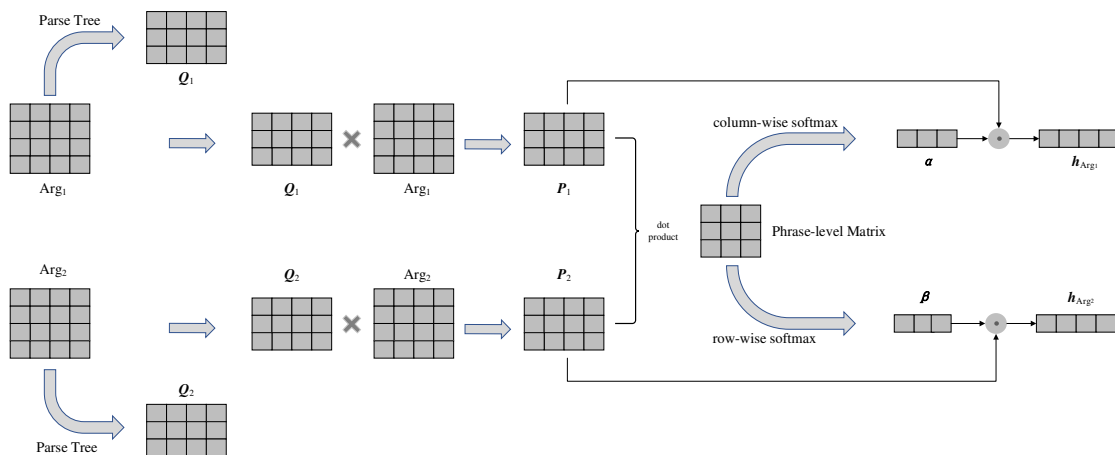 Parse Tree
Q1
Arg1
Q1
Arg1
P1
column-wise softmax
α
hArg1
dot
product
Phrase-level Matrix
Arg2
Q2
Arg2
P2
β
hArg2
row-wise softmax
Q2
Parse Tree